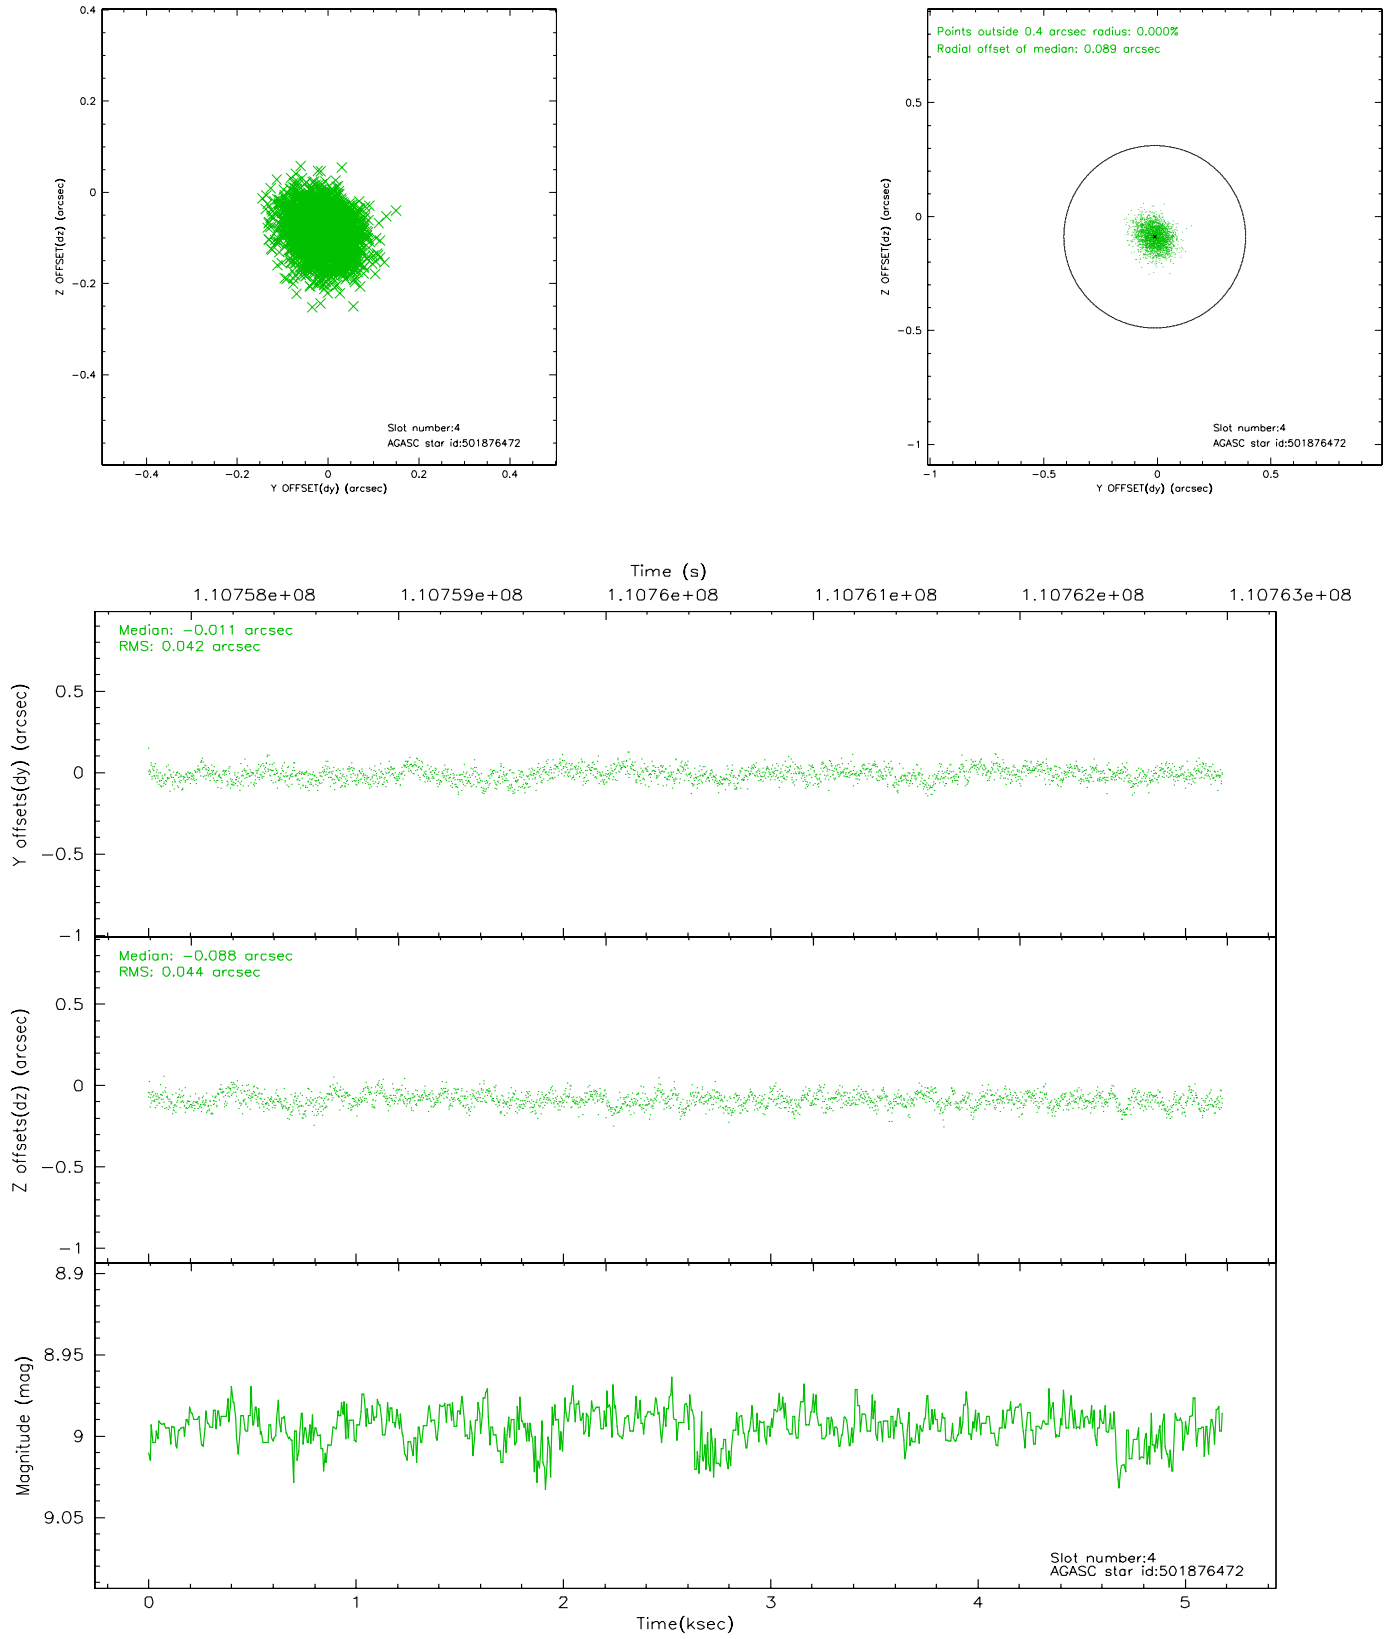 0.4
0.2
0
-0.2
-0.4
Z OFFSET(dz) (arcsec)
Slot number:4
AGASC star id:501876472
-0.4 -0.2 0 0.2 0.4
Y OFFSET(dy) (arcsec)
Points outside 0.4 arcsec radius: 0.000%
Radial offset of median: 0.089 arcsec
0.5
0
-0.5
-1
Z OFFSET(dz) (arcsec)
Slot number:4
AGASC star id:501876472
-1 -0.5 0 0.5
Y OFFSET(dy) (arcsec)
Time (s)
1.10758e+08 1.10759e+08 1.1076e+08 1.10761e+08 1.10762e+08 1.10763e+08
Median: -0.011 arcsec
RMS: 0.042 arcsec
0.5
0
-0.5
-1
Y offsets(dy) (arcsec)
Median: -0.088 arcsec
RMS: 0.044 arcsec
0.5
0
-0.5
-1
Z offsets(dz) (arcsec)
8.9
8.95
9
9.05
Magnitude (mag)
Slot number:4
AGASC star id:501876472
0 1 2 3 4 5
Time(ksec)